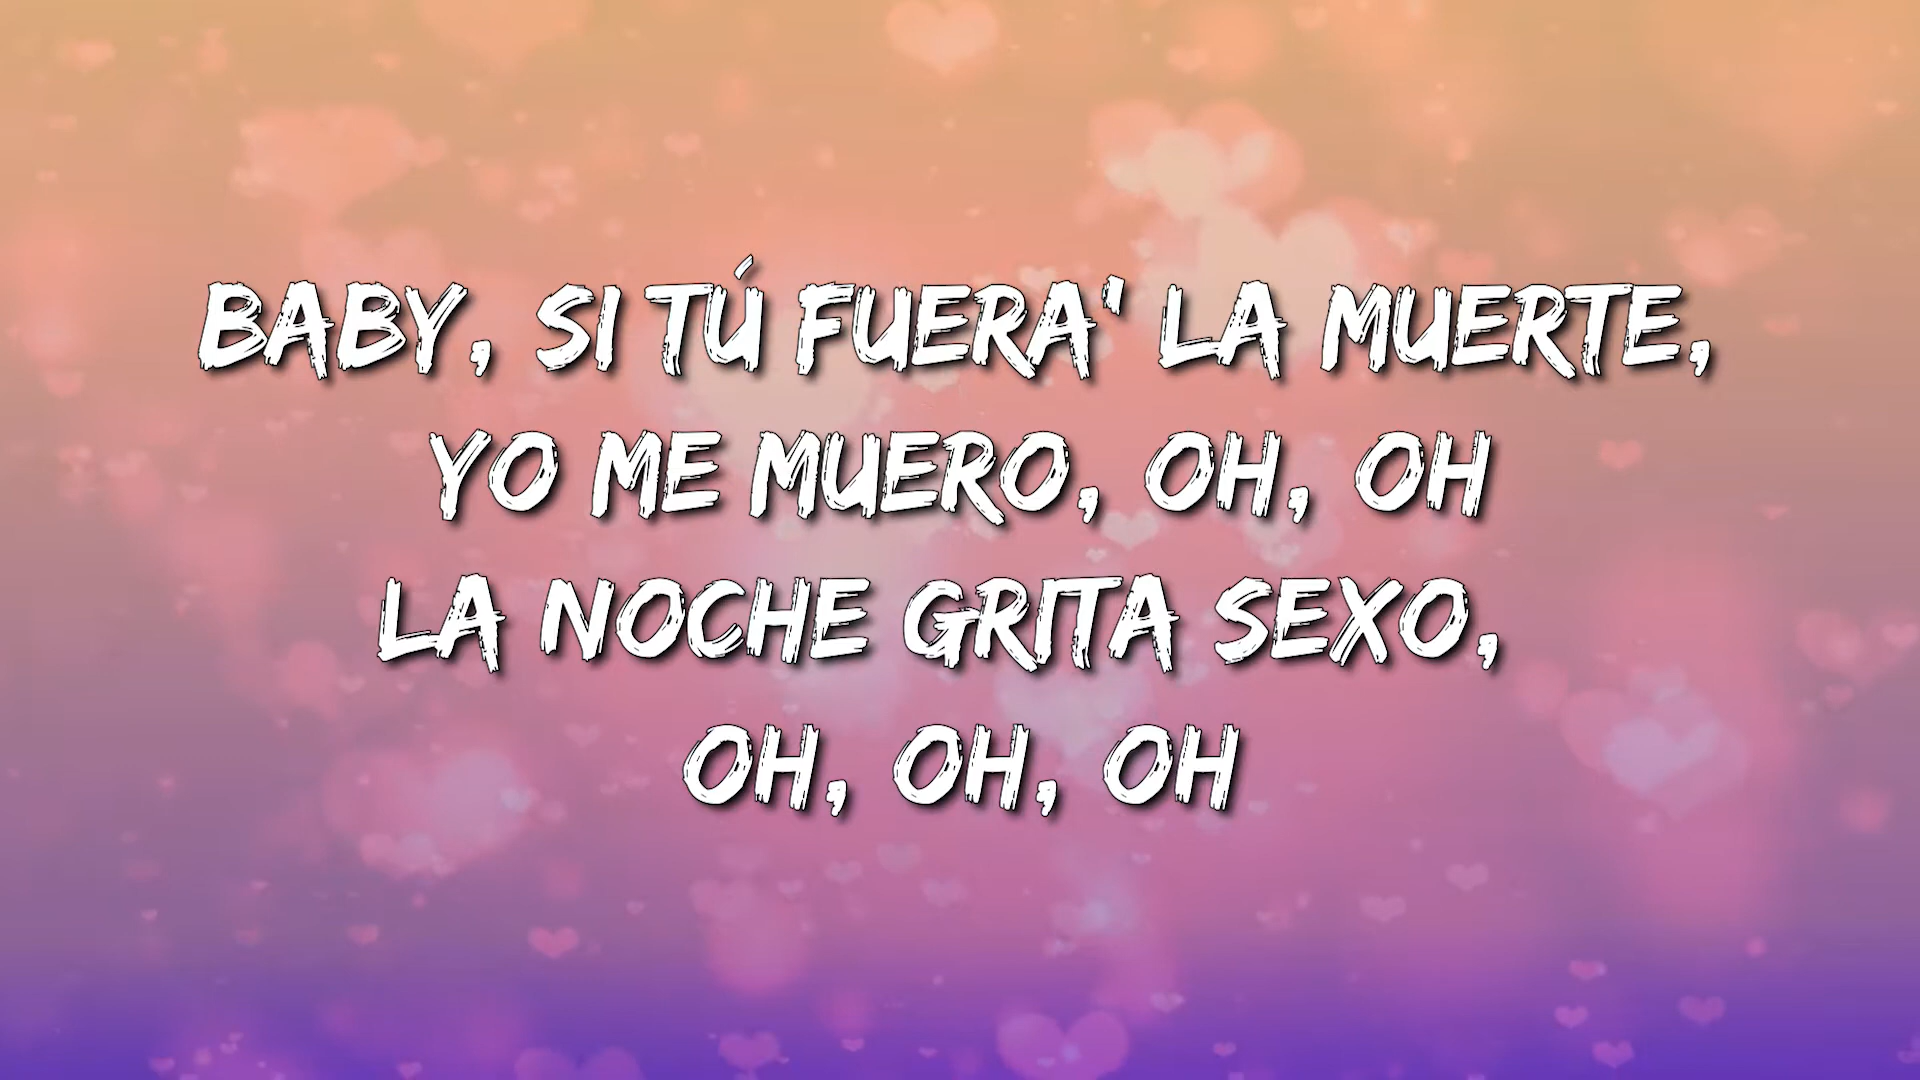 BABY, SI TÚ FUERA' LA MUERTE,
YO ME MUERO, OH, OH
LA NOCHE GRITA SEXO,
OH, OH, OH